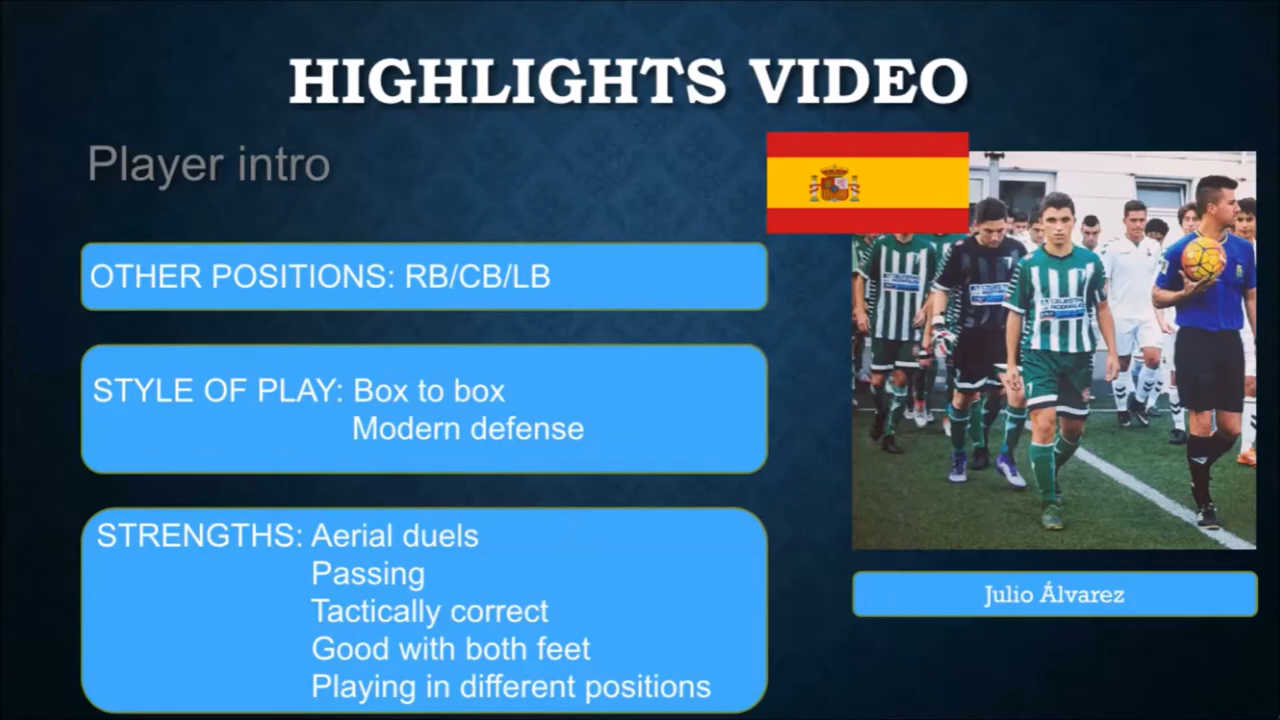 HIGHLIGHTS VIDEO
Player intro
OTHER POSITIONS: RB/CB/LB
STYLE OF PLAY: Box to box
Modern defense
STRENGTHS: Aerial duels
Passing
Tactically correct
Good with both feet
Playing in different positions
Julio Álvarez